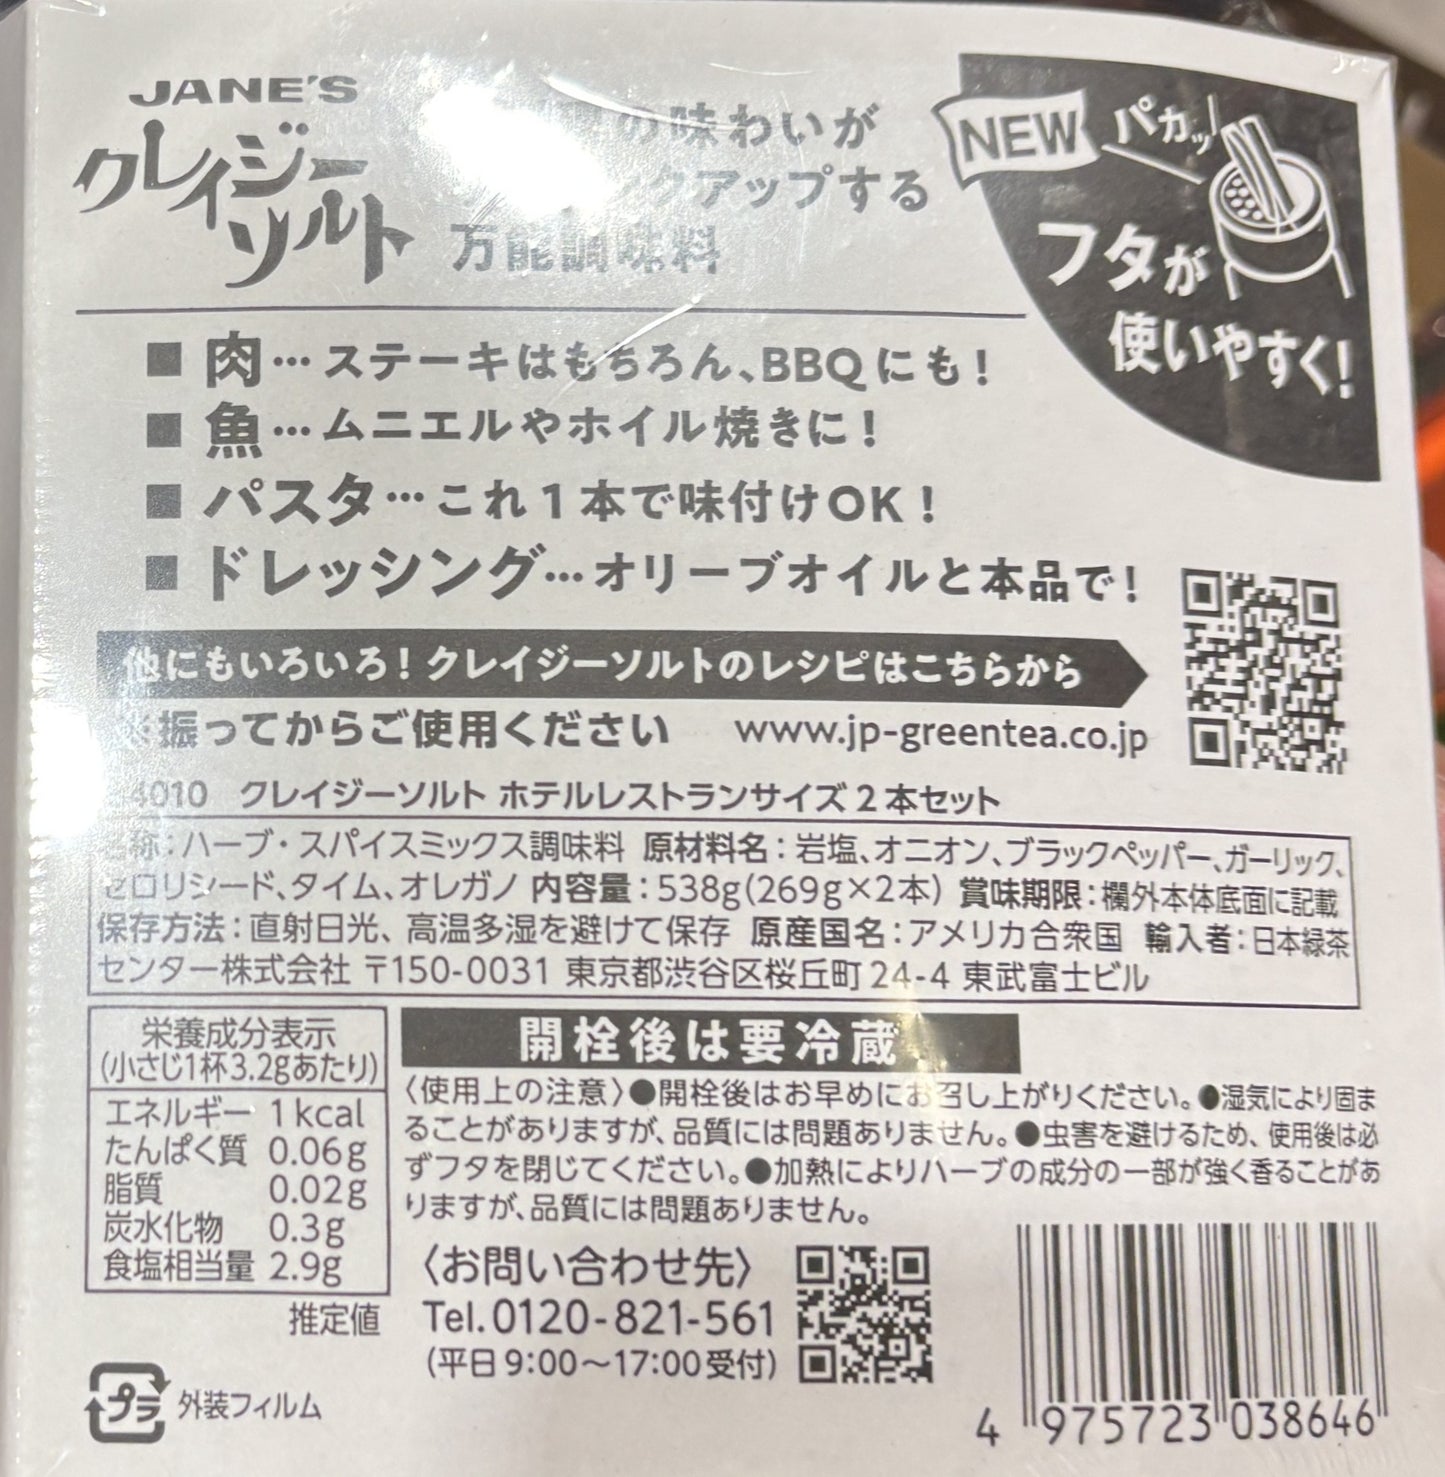 JANE'S
クレイジー
ソルト
の味わいが
クアップする
万能調味料
NEW
パカッ
フタが
使いやすく!
■ 肉…ステーキはもちろん、BBQにも!
■ 魚…ムニエルやホイル焼きに!
■ パスタ…これ1本で味付けOK!
■ ドレッシング…オリーブオイルと本品で!
他にもいろいろ!クレイジーソルトのレシピはこちらから
※振ってからご使用ください www.jp-greentea.co.jp
4010 クレイジーソルト ホテルレストランサイズ2本セット
称:ハーブ・スパイスミックス調味料 原材料名:岩塩、オニオン、ブラックペッパー、ガーリック、
セロリシード、タイム、オレガノ 内容量:538g(269g×2本) 賞味期限:欄外本体底面に記載
保存方法:直射日光、高温多湿を避けて保存 原産国名:アメリカ合衆国 輸入者:日本緑茶
センター株式会社 〒150-0031 東京都渋谷区桜丘町24-4 東武富士ビル
栄養成分表示
(小さじ1杯3.2gあたり)
エネルギー 1kcal
たんぱく質 0.06g
脂質 0.02g
炭水化物 0.3g
食塩相当量 2.9g
推定値
開栓後は要冷蔵
〈使用上の注意〉●開栓後はお早めにお召し上がりください。●湿気により固ま
ることがありますが、品質には問題ありません。●虫害を避けるため、使用後は必
ずフタを閉じてください。●加熱によりハーブの成分の一部が強く香ることがあ
りますが、品質には問題ありません。
〈お問い合わせ先〉
Tel.0120-821-561
(平日9:00〜17:00受付)
プラ 外装フィルム
4 975723 038646